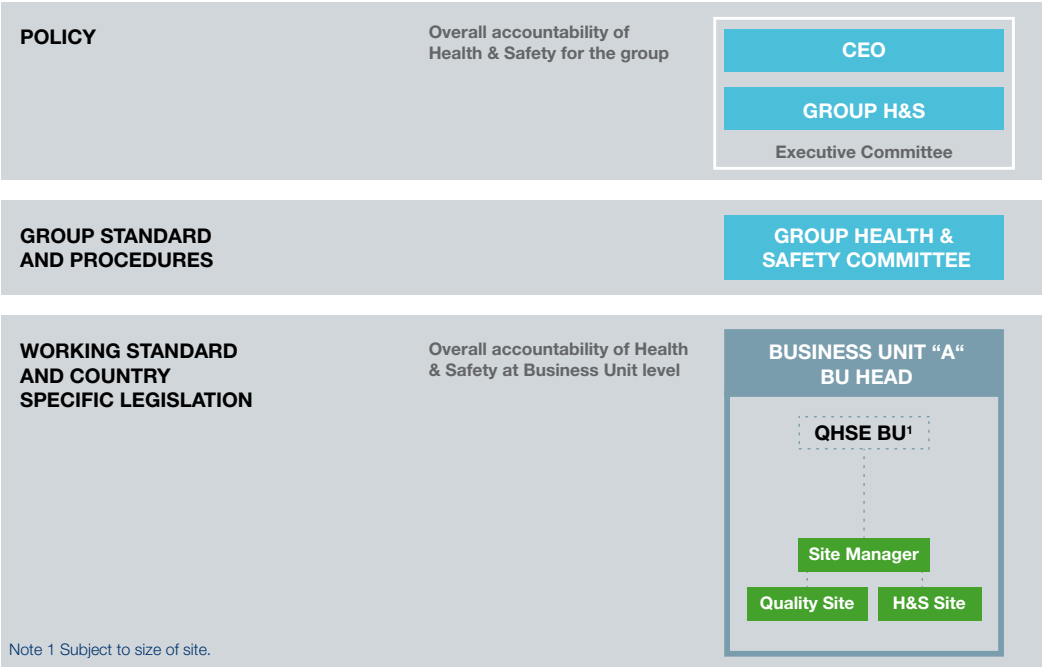 POLICY
Overall accountability of
Health & Safety for the group
CEO
GROUP H&S
Executive Committee
GROUP STANDARD
AND PROCEDURES
GROUP HEALTH &
SAFETY COMMITTEE
WORKING STANDARD
AND COUNTRY
SPECIFIC LEGISLATION
Overall accountability of Health
& Safety at Business Unit level
BUSINESS UNIT “A“
BU HEAD
QHSE BU¹
Site Manager
Quality Site
H&S Site
Note 1 Subject to size of site.